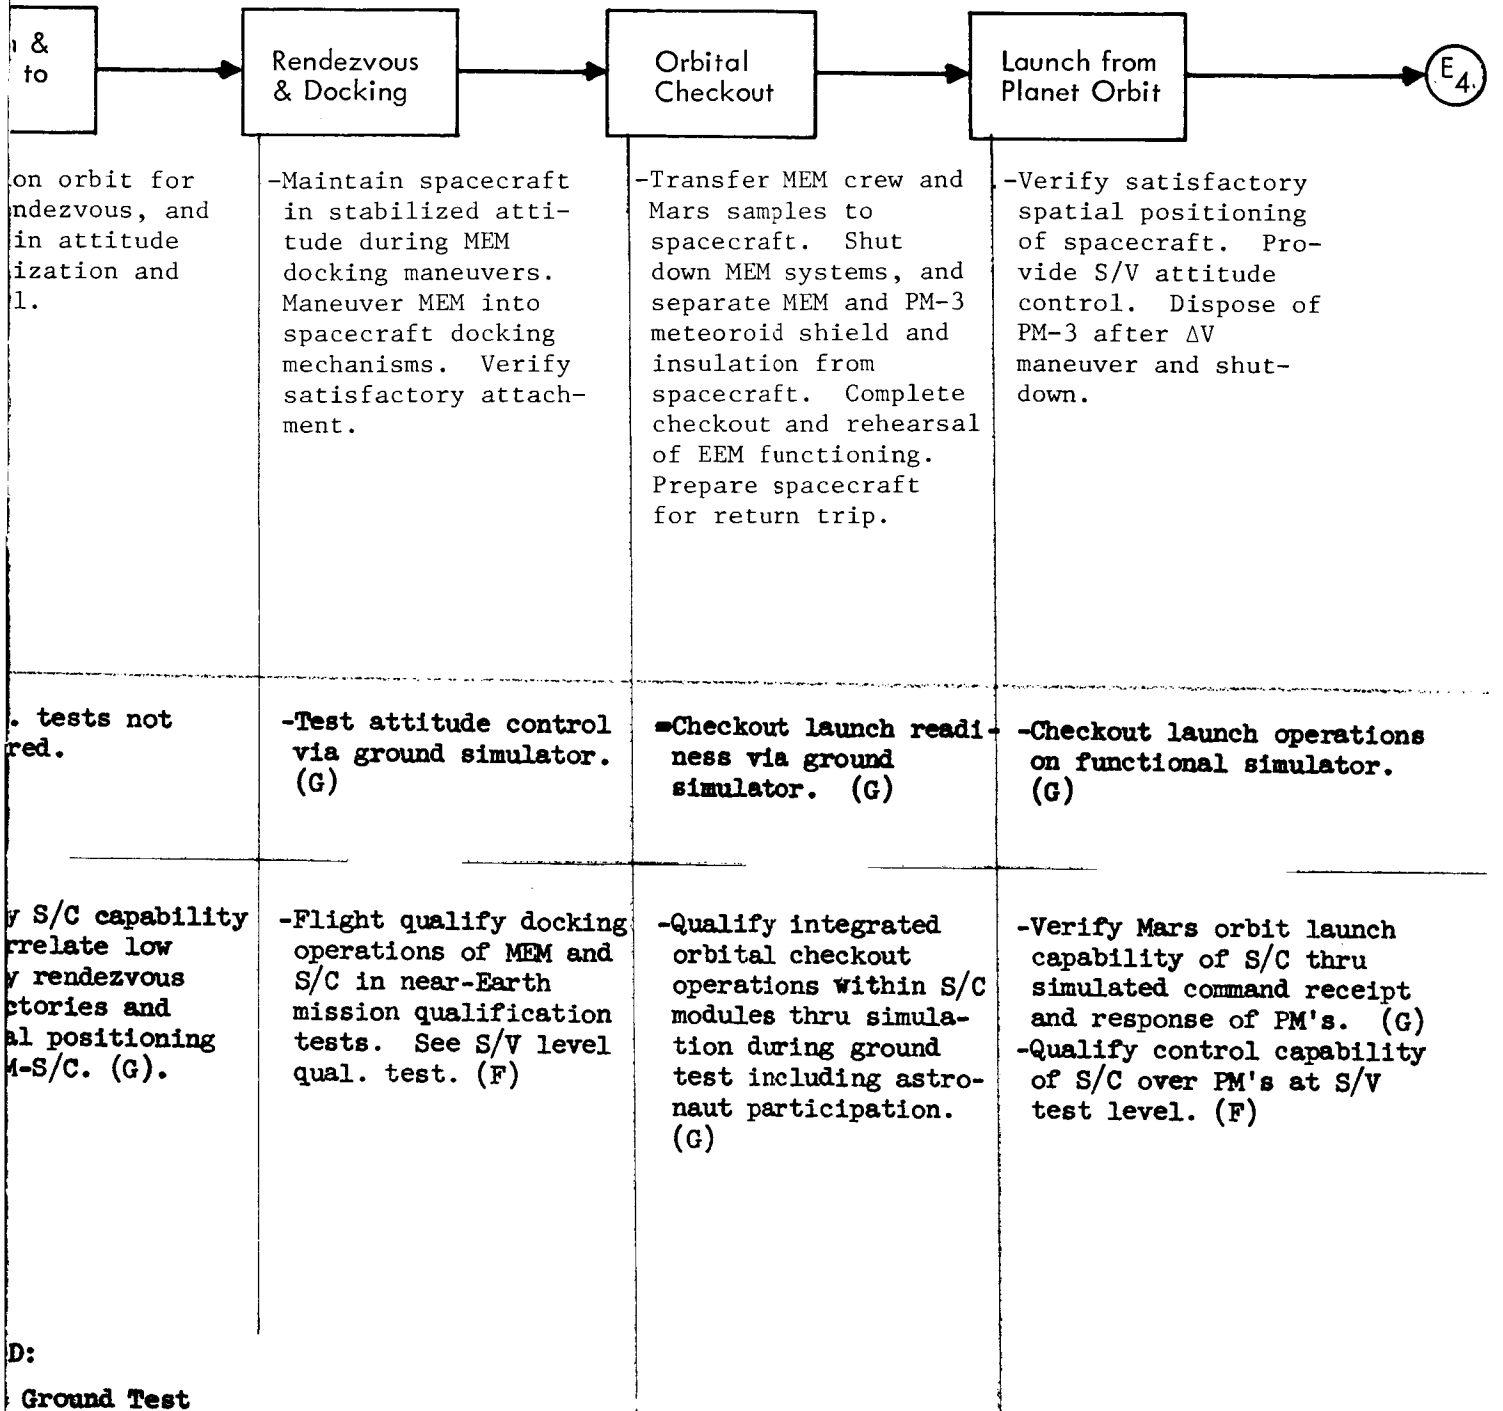 &
to
Rendezvous
& Docking
Orbital
Checkout
Launch from
Planet Orbit
E4.
on orbit for
in attitude
-Maintain spacecraft
in stabilized atti-
tude during MEM
docking maneuvers.
Maneuver MEM into
spacecraft docking
mechanisms. Verify
satisfactory attach-
ment.
-Transfer MEM crew and
Mars samples to
spacecraft. Shut
down MEM systems, and
separate MEM and PM-3
meteoroid shield and
insulation from
spacecraft. Complete
checkout and rehearsal
of EEM functioning.
Prepare spacecraft
for return trip.
-Verify satisfactory
spatial positioning
of spacecraft. Pro-
vide S/V attitude
control. Dispose of
PM-3 after ΔV
maneuver and shut-
down.
. tests not
red.
-Test attitude control
via ground simulator.
(G)
-Checkout launch readi-
ness via ground
simulator. (G)
-Checkout launch operations
on functional simulator.
(G)
y S/C capability
rrelate low
y rendezvous
ctories and
al positioning
M-S/C. (G).
-Flight qualify docking
operations of MEM and
S/C in near-Earth
mission qualification
tests. See S/V level
qual. test. (F)
-Qualify integrated
orbital checkout
operations within S/C
modules thru simula-
tion during ground
test including astro-
naut participation.
(G)
-Verify Mars orbit launch
capability of S/C thru
simulated command receipt
and response of PM's. (G)
-Qualify control capability
of S/C over PM's at S/V
test level. (F)
D:
Ground Test